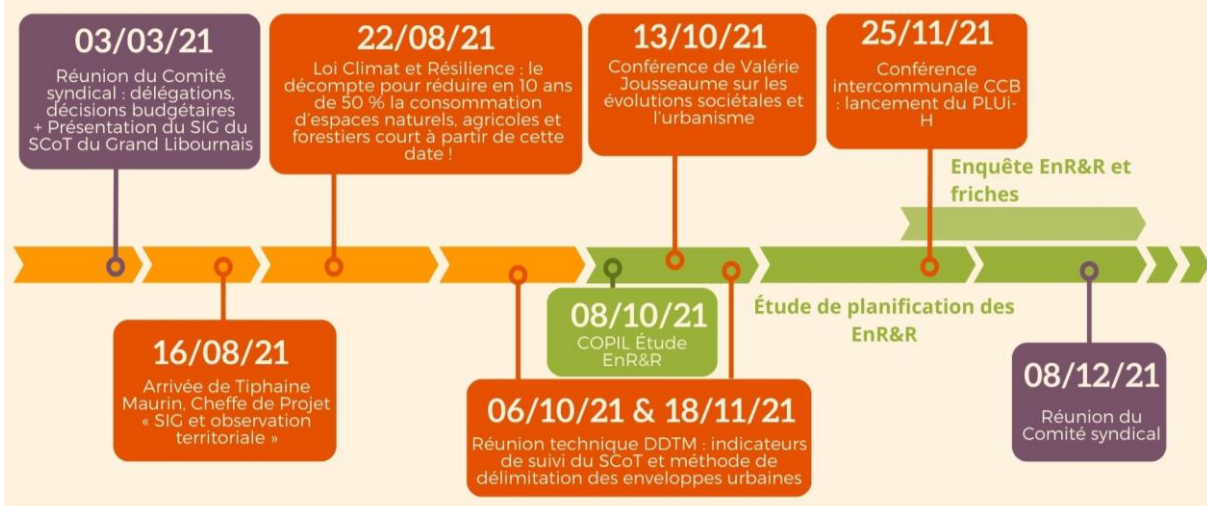 03/03/21
Réunion du Comité
syndical : délégations,
décisions budgétaires
+ Présentation du SIG du
SCoT du Grand Libournais
22/08/21
Loi Climat et Résilience : le
décompte pour réduire en 10 ans
de 50 % la consommation
d'espaces naturels, agricoles et
forestiers court à partir de cette
date !
13/10/21
Conférence de Valérie
Jousseaume sur les
évolutions sociétales et
l'urbanisme
25/11/21
Conférence
intercommunale CCB
: lancement du PLUi-
H
Enquête EnR&R et
friches
16/08/21
Arrivée de Tiphaine
Maurin, Cheffe de Projet
« SIG et observation
territoriale »
08/10/21
COPIL Étude
EnR&R
Étude de planification des
EnR&R
06/10/21 & 18/11/21
Réunion technique DDTM : indicateurs
de suivi du SCoT et méthode de
délimitation des enveloppes urbaines
08/12/21
Réunion du
Comité syndical